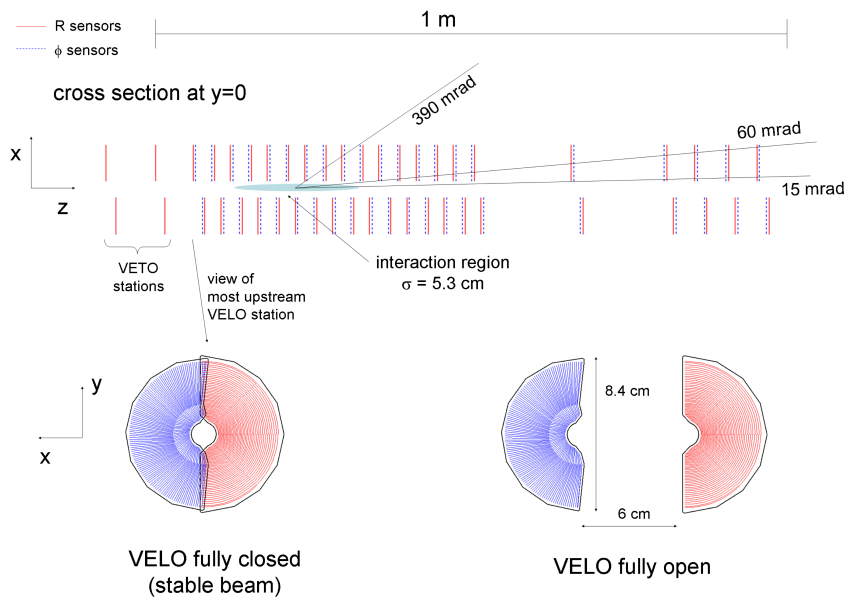 R sensors
1 m
ϕ sensors
cross section at y=0
390 mrad
60 mrad
x
15 mrad
z
interaction region
σ = 5.3 cm
VETO
stations
view of
most upstream
VELO station
y
8.4 cm
x
6 cm
VELO fully closed
(stable beam)
VELO fully open